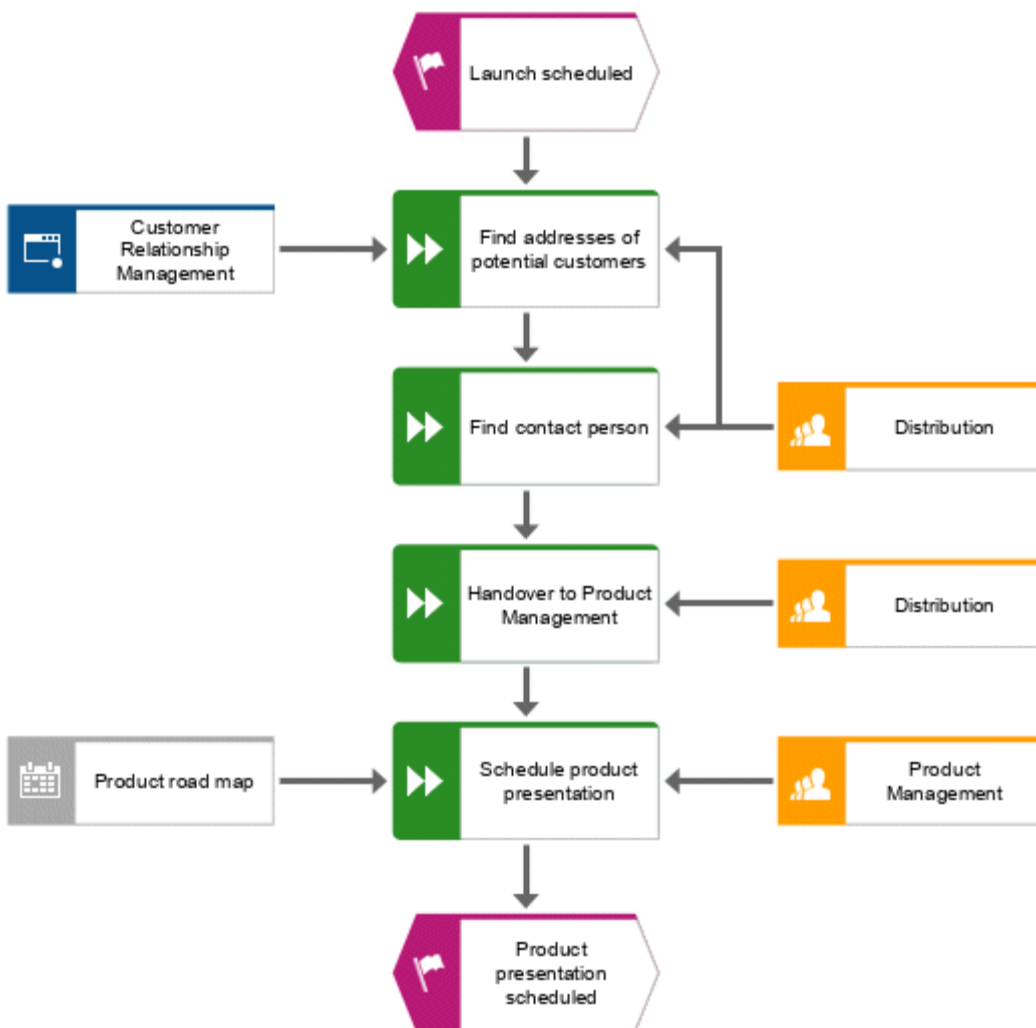 Launch scheduled
Customer
Relationship
Management
Find addresses of
potential customers
Find contact person
Distribution
Handover to Product
Management
Distribution
Product road map
Schedule product
presentation
Product
Management
Product
presentation
scheduled